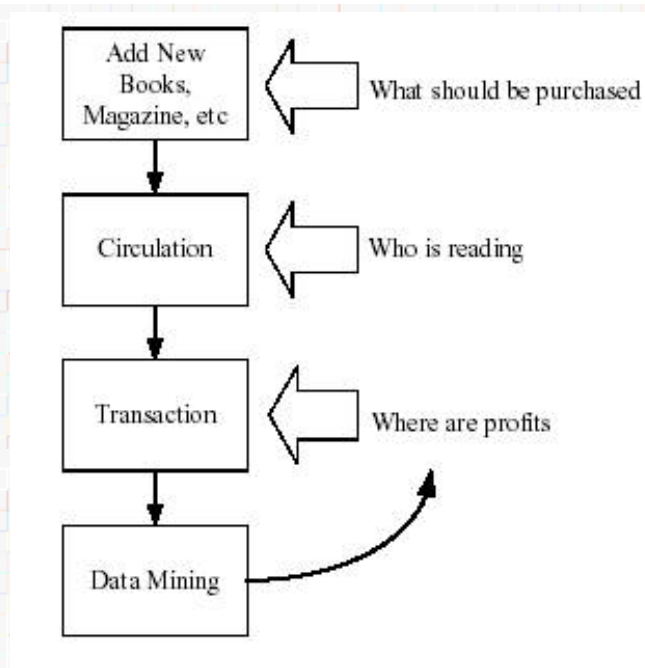 Add New
Books,
Magazine, etc
What should be purchased
Circulation
Who is reading
Transaction
Where are profits
Data Mining